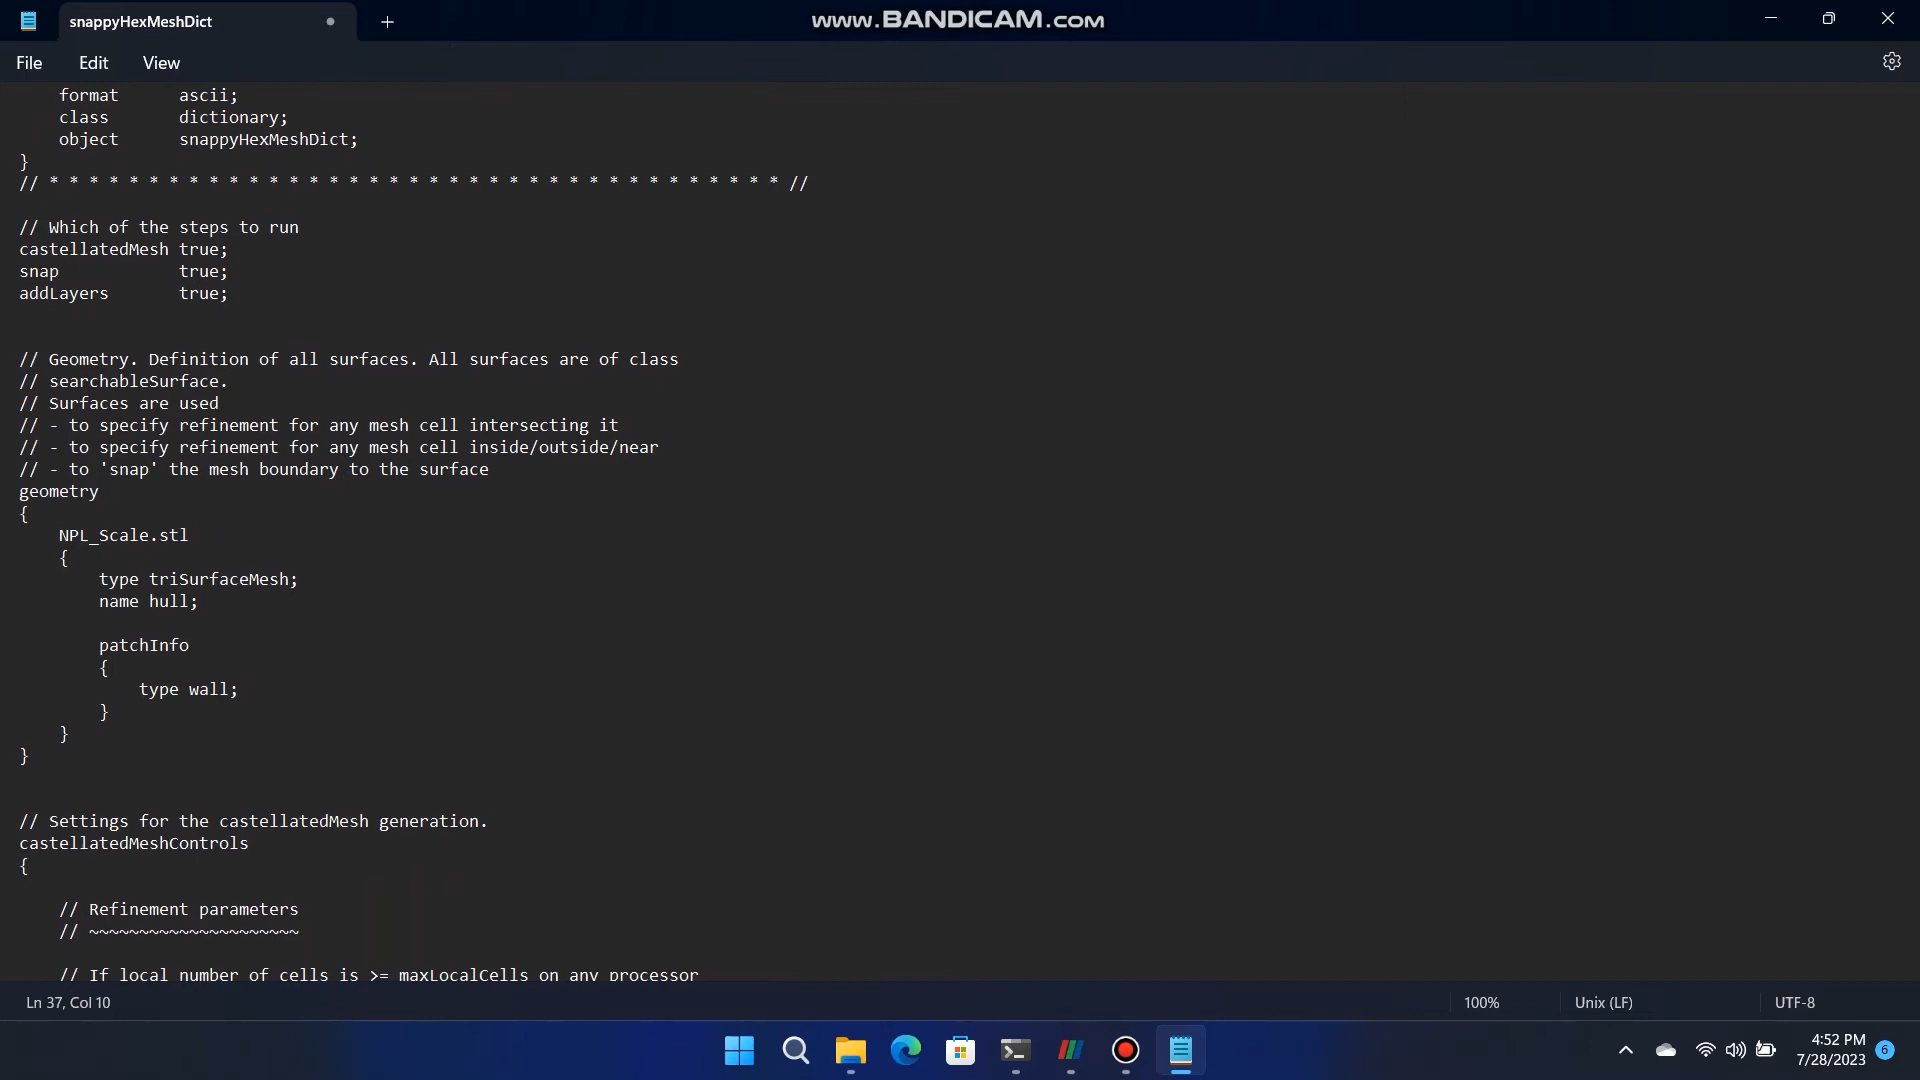 snappyHexMeshDict
www.BANDICAM.com
File Edit View
    format      ascii;
    class       dictionary;
    object      snappyHexMeshDict;
}
// * * * * * * * * * * * * * * * * * * * * * * * * * * * * * * * * * * * * * //
// Which of the steps to run
castellatedMesh true;
snap            true;
addLayers       true;
// Geometry. Definition of all surfaces. All surfaces are of class
// searchableSurface.
// Surfaces are used
// - to specify refinement for any mesh cell intersecting it
// - to specify refinement for any mesh cell inside/outside/near
// - to 'snap' the mesh boundary to the surface
geometry
{
    NPL_Scale.stl
    {
        type triSurfaceMesh;
        name hull;
        patchInfo
        {
            type wall;
        }
    }
}
// Settings for the castellatedMesh generation.
castellatedMeshControls
{
    // Refinement parameters
    // ~~~~~~~~~~~~~~~~~~~~~
    // If local number of cells is >= maxLocalCells on any processor
Ln 37, Col 10
100%
Unix (LF)
UTF-8
4:52 PM
7/28/2023
6